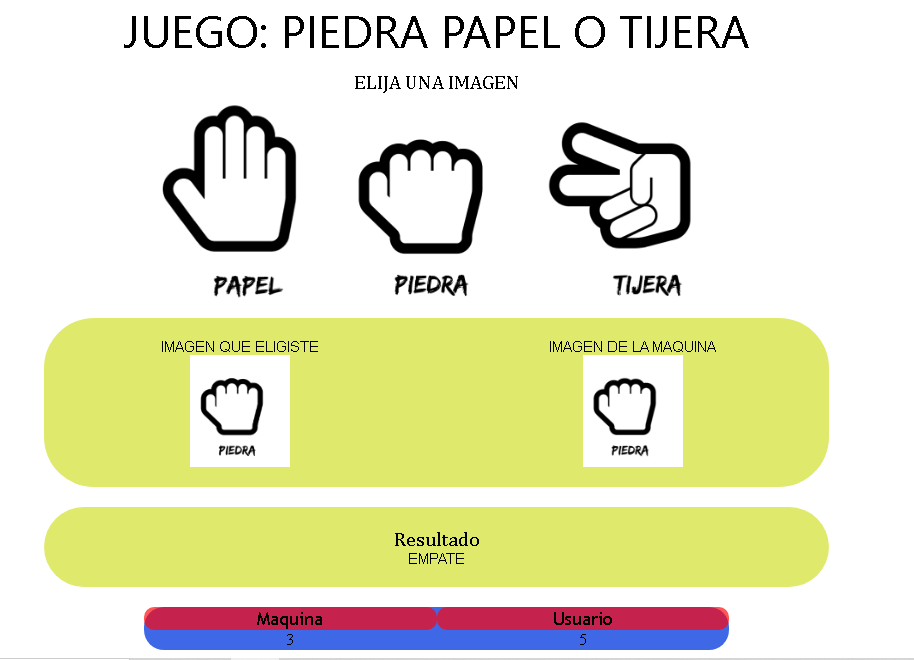 JUEGO: PIEDRA PAPEL O TIJERA
ELIJA UNA IMAGEN
PAPEL
PIEDRA
TIJERA
IMAGEN QUE ELIGISTE
IMAGEN DE LA MAQUINA
PIEDRA
PIEDRA
Resultado
EMPATE
Maquina
Usuario
3
5